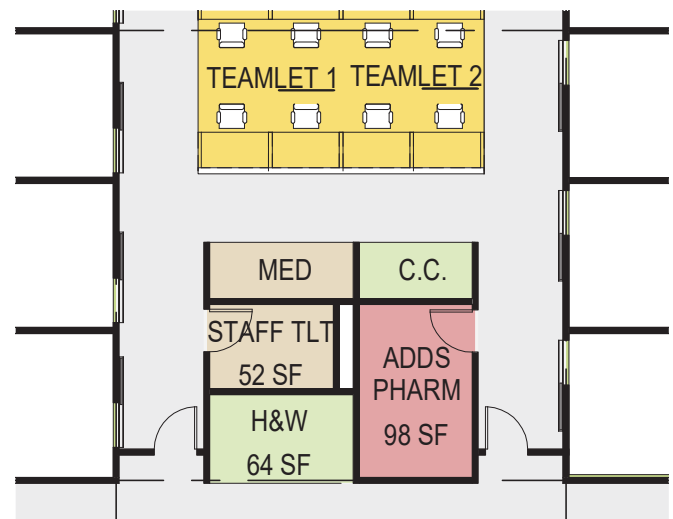 TEAMLET 1
TEAMLET 2
MED
C.C.
STAFF TLT
52 SF
ADDS
PHARM
98 SF
H&W
64 SF